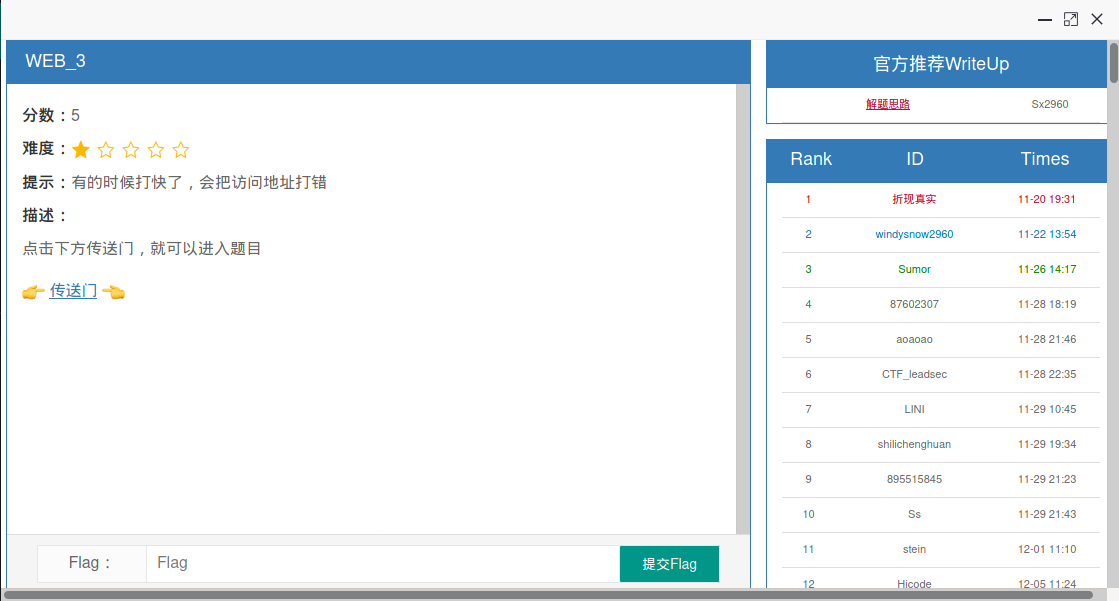 WEB_3
分数：5
难度：
提示：有的时候打快了，会把访问地址打错
描述：
点击下方传送门，就可以进入题目
传送门
Flag： Flag 提交Flag
官方推荐WriteUp
解题思路 Sx2960
Rank ID Times
1 折现真实 11-20 19:31
2 windysnow2960 11-22 13:54
3 Sumor 11-26 14:17
4 87602307 11-28 18:19
5 aoaoao 11-28 21:46
6 CTF_leadsec 11-28 22:35
7 LINI 11-29 10:45
8 shilichenghuan 11-29 19:34
9 895515845 11-29 21:23
10 Ss 11-29 21:43
11 stein 12-01 11:10
12 Hicode 12-05 11:24